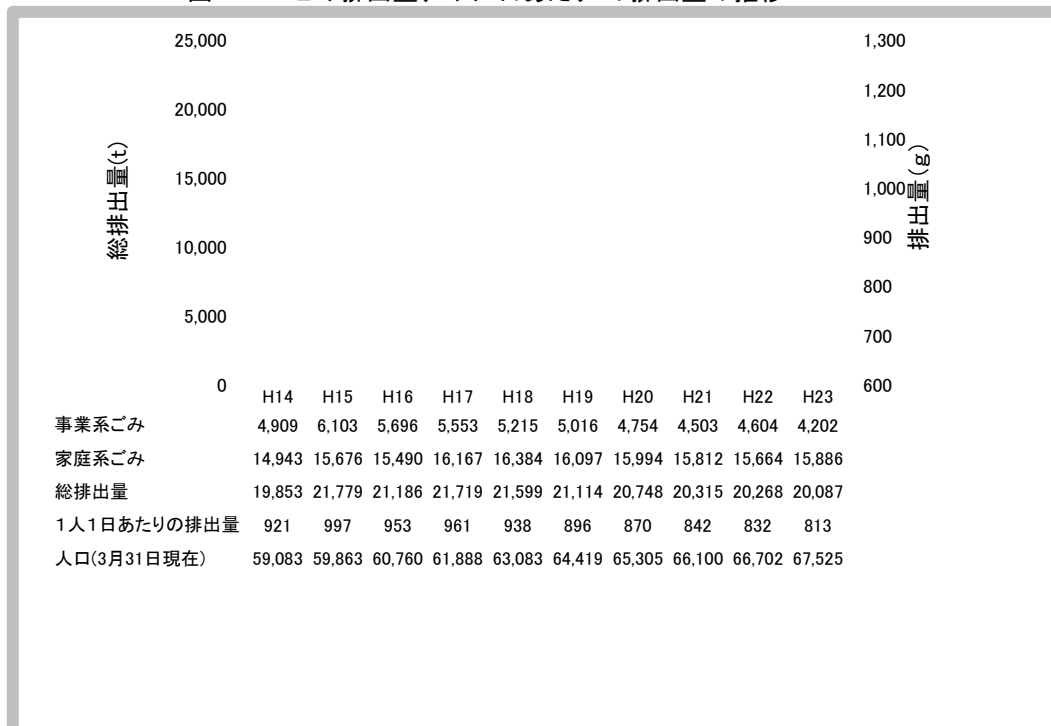 25,000
20,000
15,000
10,000
5,000
0
総排出量(t)
1,300
1,200
1,100
1,000
900
800
700
600
排出量(g)
H14 H15 H16 H17 H18 H19 H20 H21 H22 H23
事業系ごみ 4,909 6,103 5,696 5,553 5,215 5,016 4,754 4,503 4,604 4,202
家庭系ごみ 14,943 15,676 15,490 16,167 16,384 16,097 15,994 15,812 15,664 15,886
総排出量 19,853 21,779 21,186 21,719 21,599 21,114 20,748 20,315 20,268 20,087
1人1日あたりの排出量 921 997 953 961 938 896 870 842 832 813
人口(3月31日現在) 59,083 59,863 60,760 61,888 63,083 64,419 65,305 66,100 66,702 67,525